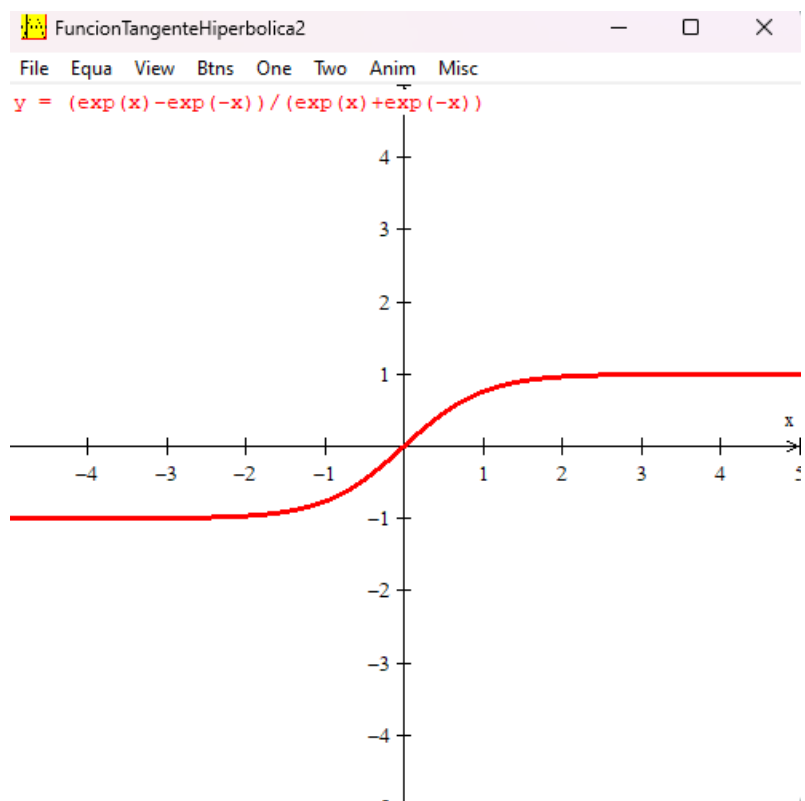 FuncionTangenteHiperbolica2
File Equa View Btns One Two Anim Misc
y = (exp(x)-exp(-x))/(exp(x)+exp(-x))
4
3
2
1
x
−4 −3 −2 −1 1 2 3 4 5
−1
−2
−3
−4